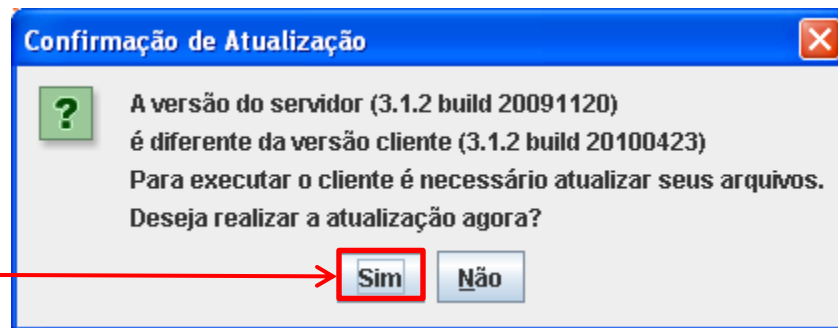 Confirmação de Atualização
?
A versão do servidor (3.1.2 build 20091120)
é diferente da versão cliente (3.1.2 build 20100423)
Para executar o cliente é necessário atualizar seus arquivos.
Deseja realizar a atualização agora?
Sim Não